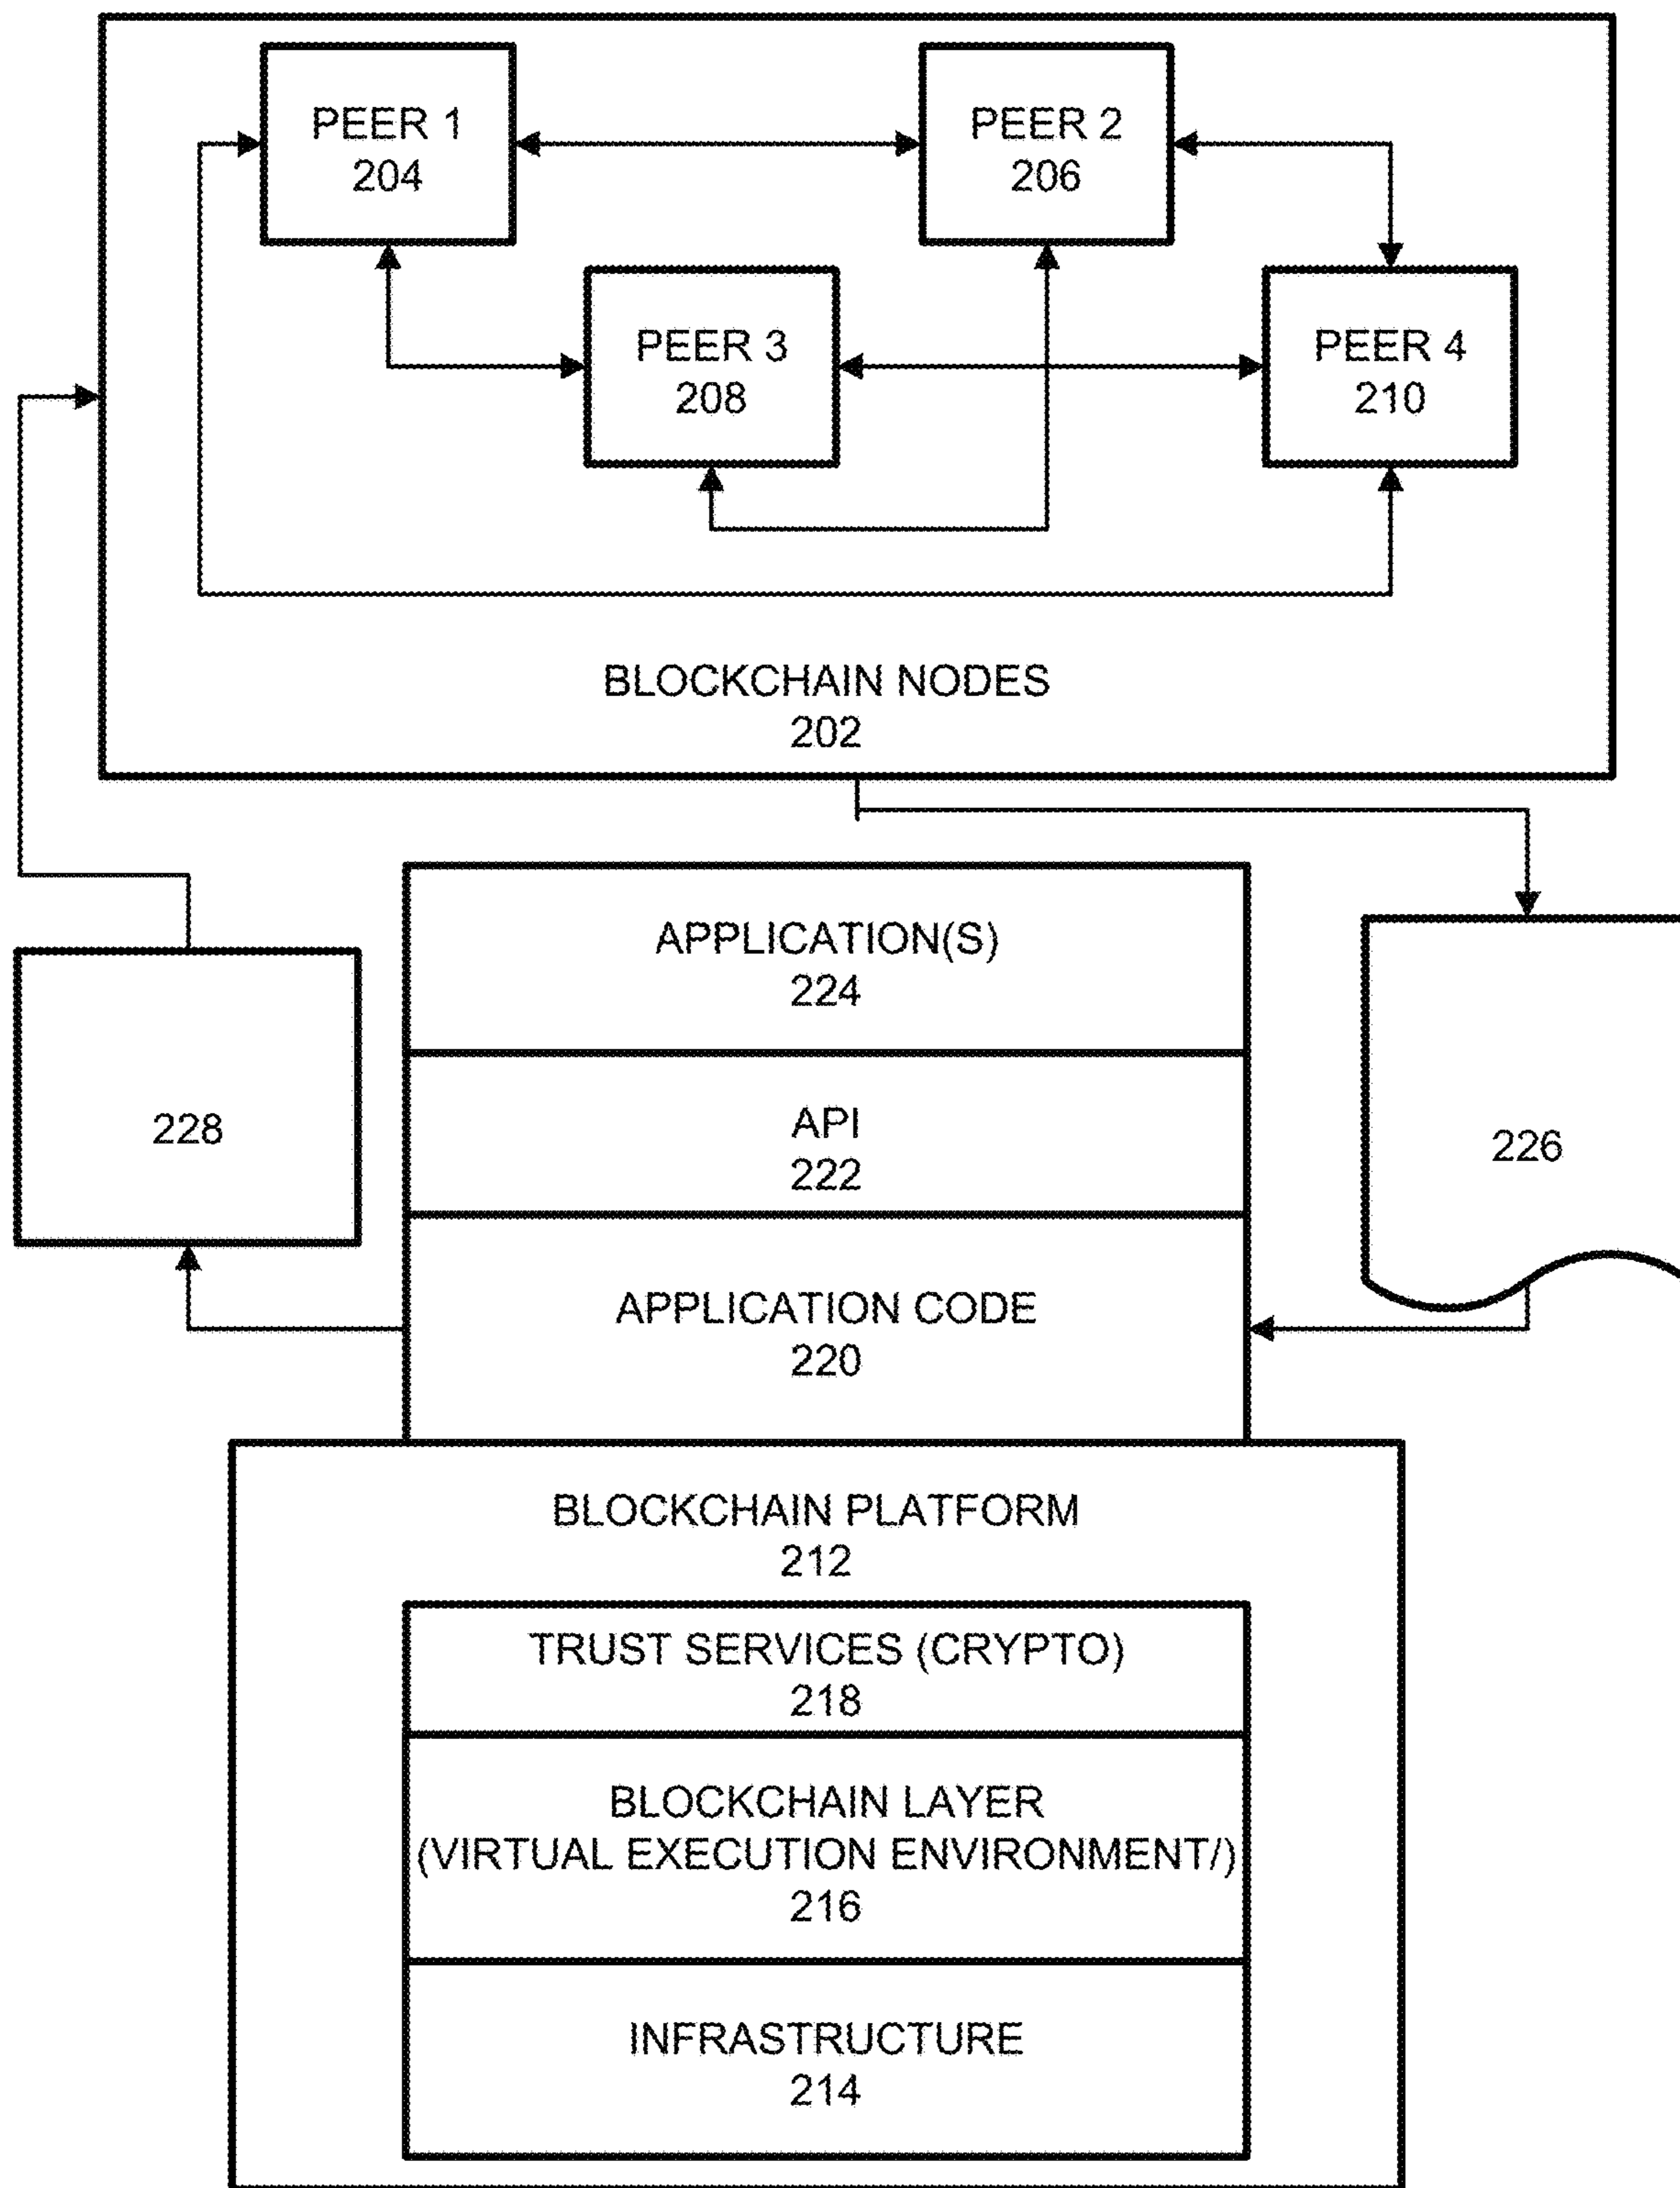 PEER 1
204
PEER 2
206
PEER 3
208
PEER 4
210
BLOCKCHAIN NODES
202
APPLICATION(S)
224
API
222
228
226
APPLICATION CODE
220
BLOCKCHAIN PLATFORM
212
TRUST SERVICES (CRYPTO)
218
BLOCKCHAIN LAYER
(VIRTUAL EXECUTION ENVIRONMENT/)
216
INFRASTRUCTURE
214